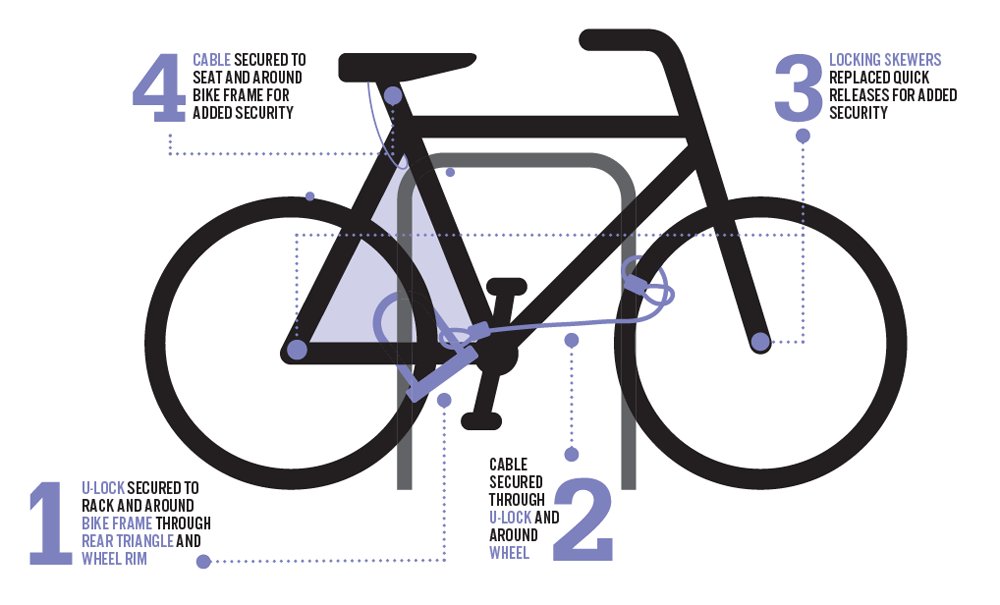 4
CABLE SECURED TO
SEAT AND AROUND
BIKE FRAME FOR
ADDED SECURITY
3
LOCKING SKEWERS
REPLACED QUICK
RELEASES FOR ADDED
SECURITY
1
U-LOCK SECURED TO
RACK AND AROUND
BIKE FRAME THROUGH
REAR TRIANGLE AND
WHEEL RIM
2
CABLE
SECURED
THROUGH
U-LOCK AND
AROUND
WHEEL